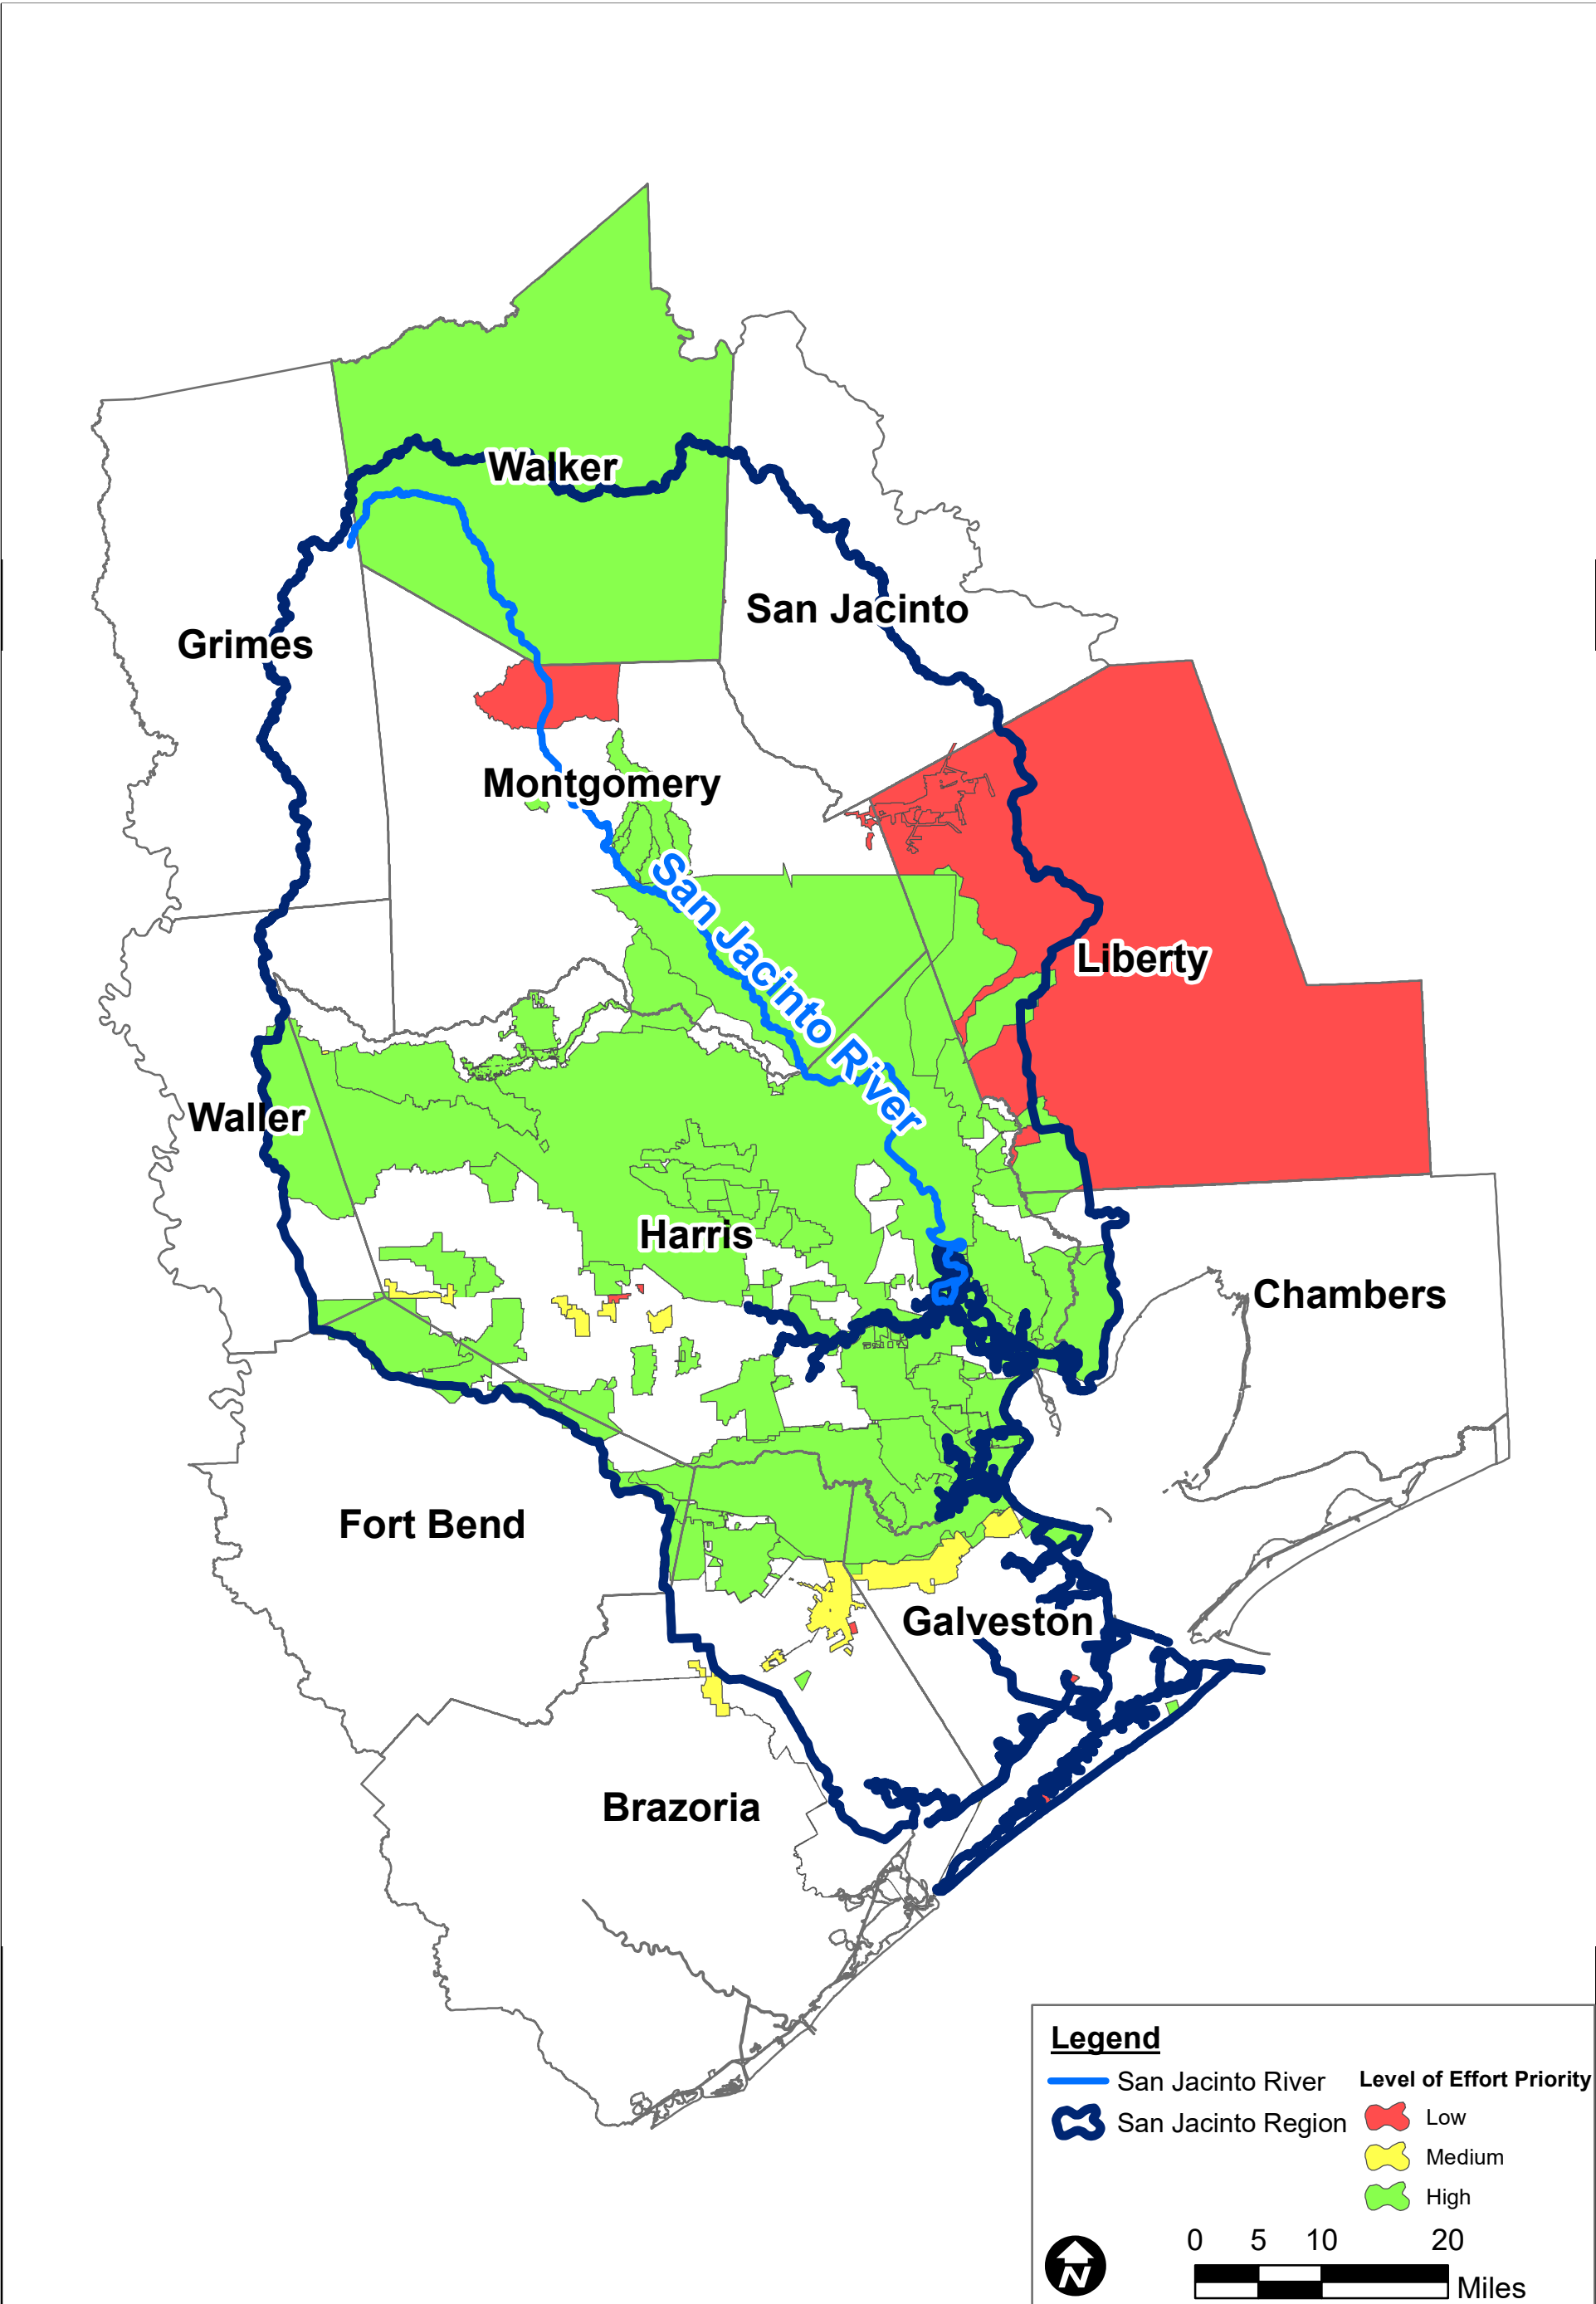 Walker
San Jacinto
Grimes
Montgomery
San Jacinto River
Liberty
Waller
Harris
Chambers
Fort Bend
Galveston
Brazoria
Legend
San Jacinto River
San Jacinto Region
Level of Effort Priority
Low
Medium
High
N
0 5 10 20
Miles